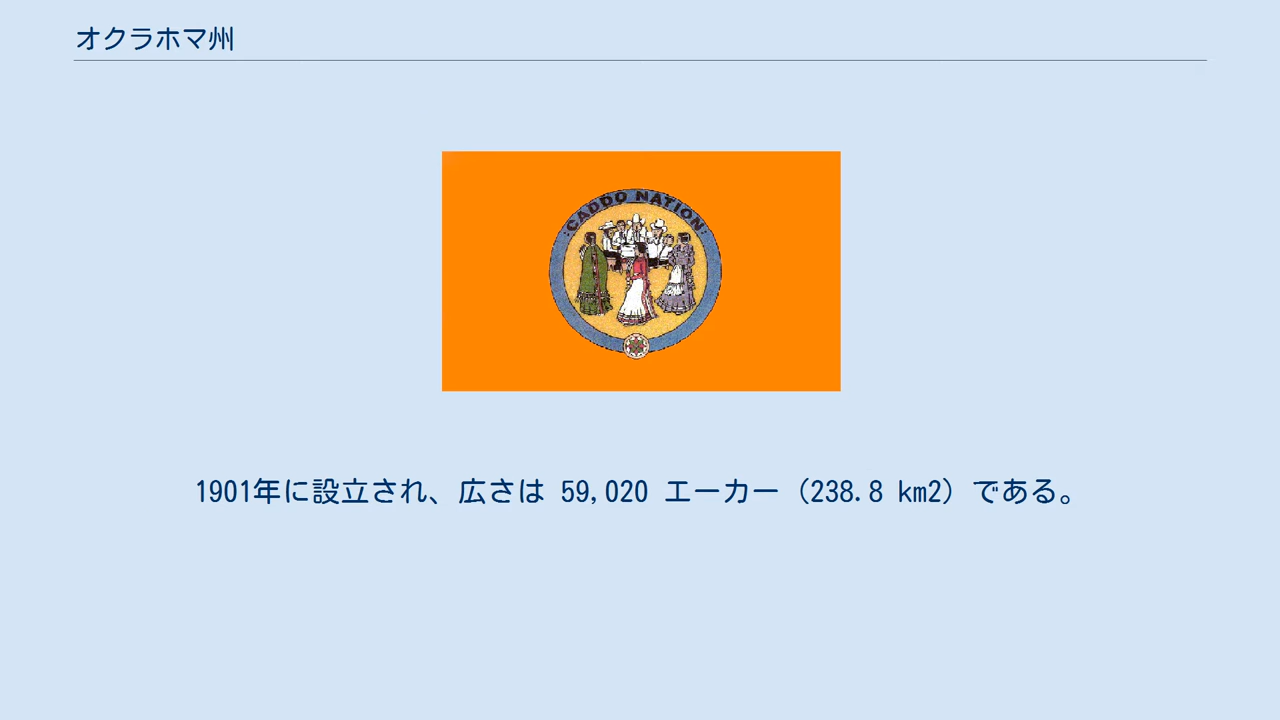 オクラホマ州
CADDO NATION
1901年に設立され、広さは 59,020 エーカー (238.8 km2) である。